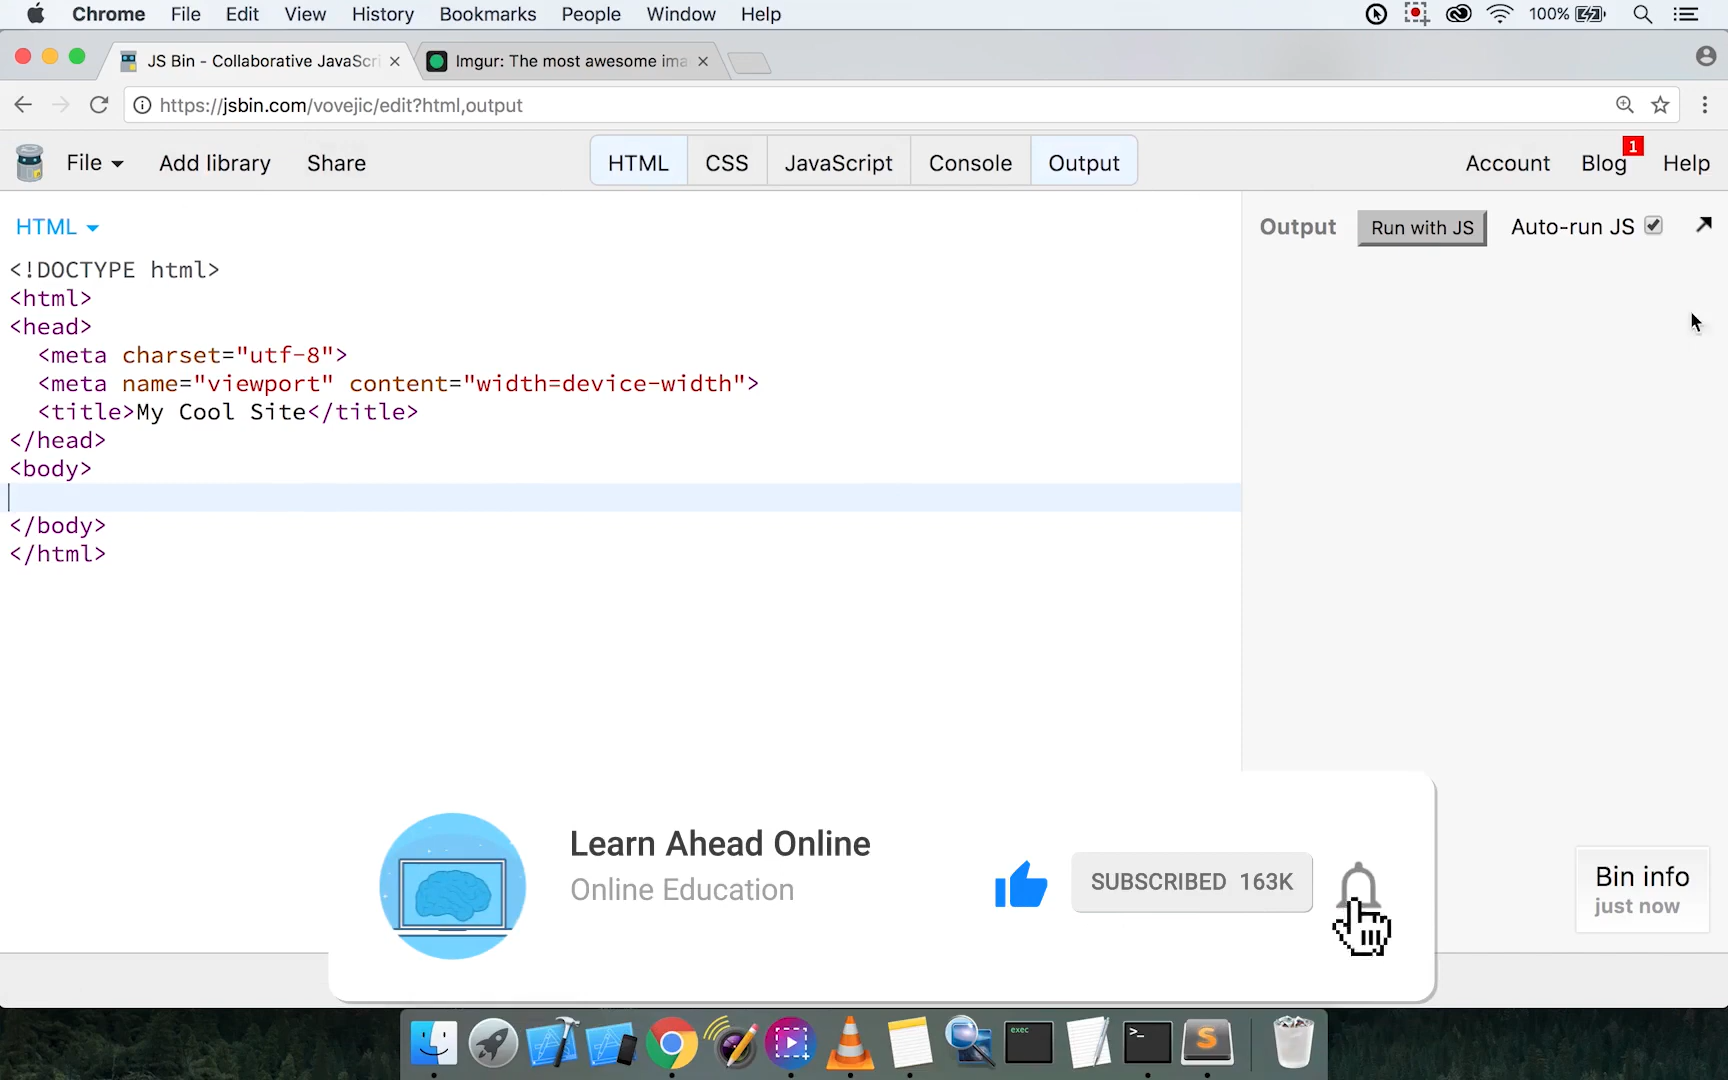 Chrome File Edit View History Bookmarks People Window Help 100%
JS Bin - Collaborative JavaScri Imgur: The most awesome ima
https://jsbin.com/vovejic/edit?html,output
File Add library Share HTML CSS JavaScript Console Output Account Blog 1 Help
HTML Output Run with JS Auto-run JS
<!DOCTYPE html>
<html>
<head>
<meta charset="utf-8">
<meta name="viewport" content="width=device-width">
<title>My Cool Site</title>
</head>
<body>
</body>
</html>
Learn Ahead Online
Online Education
SUBSCRIBED 163K
Bin info
just now
exec
>_
S